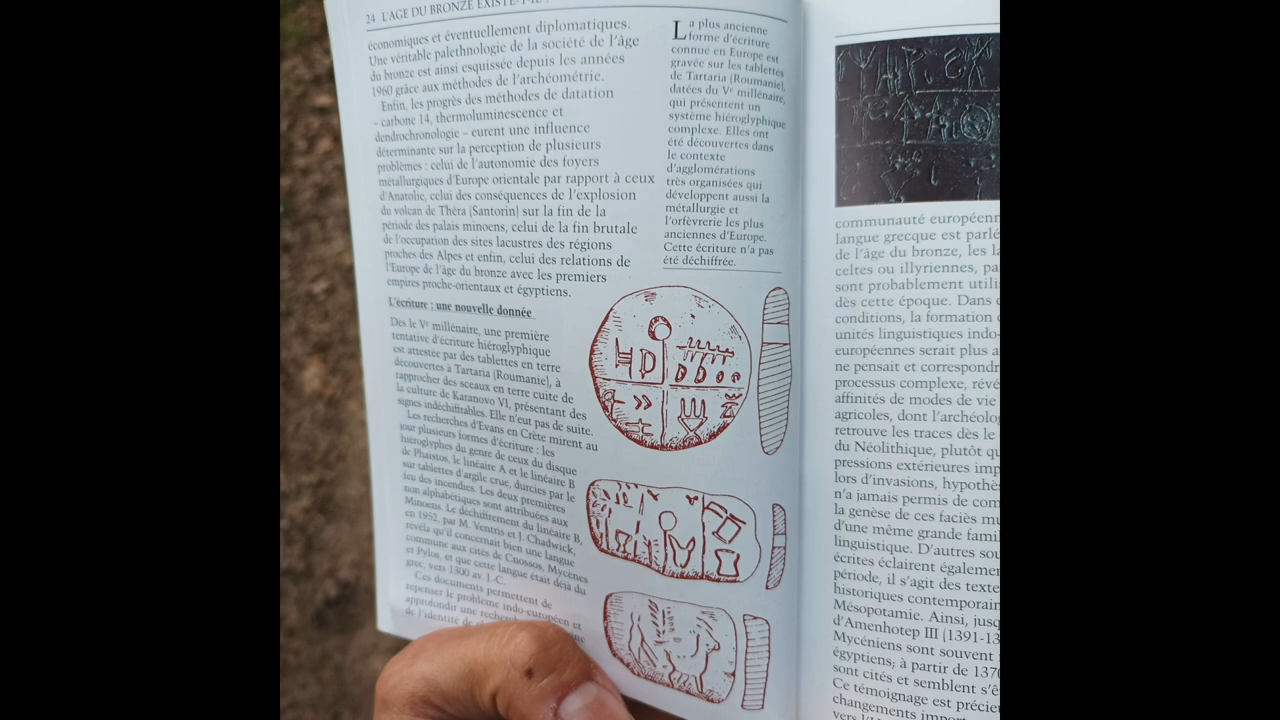 24 L'AGE DU BRONZE EXISTE-T-IL ?
économiques et éventuellement diplomatiques.
Une véritable palethnologie de la société de l'âge
du bronze est ainsi esquissée depuis les années
1960 grâce aux méthodes de l'archéométrie.
Enfin, les progrès des méthodes de datation
– carbone 14, thermoluminescence et
dendrochronologie – eurent une influence
déterminante sur la perception de plusieurs
problèmes : celui de l'autonomie des foyers
métallurgiques d'Europe orientale par rapport à ceux
d'Anatolie, celui des conséquences de l'explosion
du volcan de Théra (Santorin) sur la fin de la
période des palais minoens, celui de la fin brutale
de l'occupation des sites lacustres des régions
proches des Alpes et enfin, celui des relations de
l'Europe de l'âge du bronze avec les premiers
empires proche-orientaux et égyptiens.
L'écriture : une nouvelle donnée
Dès le Ve millénaire, une première
tentative d'écriture hiéroglyphique
est attestée par des tablettes en terre
découvertes à Tartaria (Roumanie), à
rapprocher des sceaux en terre cuite de
la culture de Karanovo VI, présentant des
signes indéchiffrables. Elle n'eut pas de suite.
Les recherches d'Evans en Crète mirent au
jour plusieurs formes d'écriture : les
hiéroglyphes du genre de ceux du disque
de Phaistos, le linéaire A et le linéaire B
sur tablettes d'argile crue, durcies par le
feu des incendies. Les deux premières
non alphabétiques sont attribuées aux
Minoens. Le déchiffrement du linéaire B,
en 1952, par M. Ventris et J. Chadwick,
révéla qu'il concernait bien une langue
commune aux cités de Cnossos, Mycènes
et Pylos, et que cette langue était déjà du
grec, vers 1300 av. J.-C.
Ces documents permettent de
repenser le problème indo-européen et
approfondir une
de l'identité de
La plus ancienne
forme d'écriture
connue en Europe est
gravée sur les tablettes
de Tartaria (Roumanie),
datées du Ve millénaire,
qui présentent un
système hiéroglyphique
complexe. Elles ont
été découvertes dans
le contexte
d'agglomérations
très organisées qui
développent aussi la
métallurgie et
l'orfèvrerie les plus
anciennes d'Europe.
Cette écriture n'a pas
été déchiffrée.
communauté européenn
langue grecque est parlé
de l'âge du bronze, les la
celtes ou illyriennes, pa
sont probablement utili
dès cette époque. Dans c
conditions, la formation d
unités linguistiques indo-
européennes serait plus a
ne pensait et correspondr
processus complexe, révé
affinités de modes de vie
agricoles, dont l'archéolog
retrouve les traces dès le
du Néolithique, plutôt qu
pressions extérieures imp
lors d'invasions, hypothès
n'a jamais permis de com
la genèse de ces faciès mu
d'une même grande fami
linguistique. D'autres sou
écrites éclairent égalemen
période, il s'agit des texte
historiques contemporain
Mésopotamie. Ainsi, jusq
d'Amenhotep III (1391-13
Mycéniens sont souvent
égyptiens; à partir de 1370
sont cités et semblent s'ê
Ce témoignage est précieu
changements import
vers l'